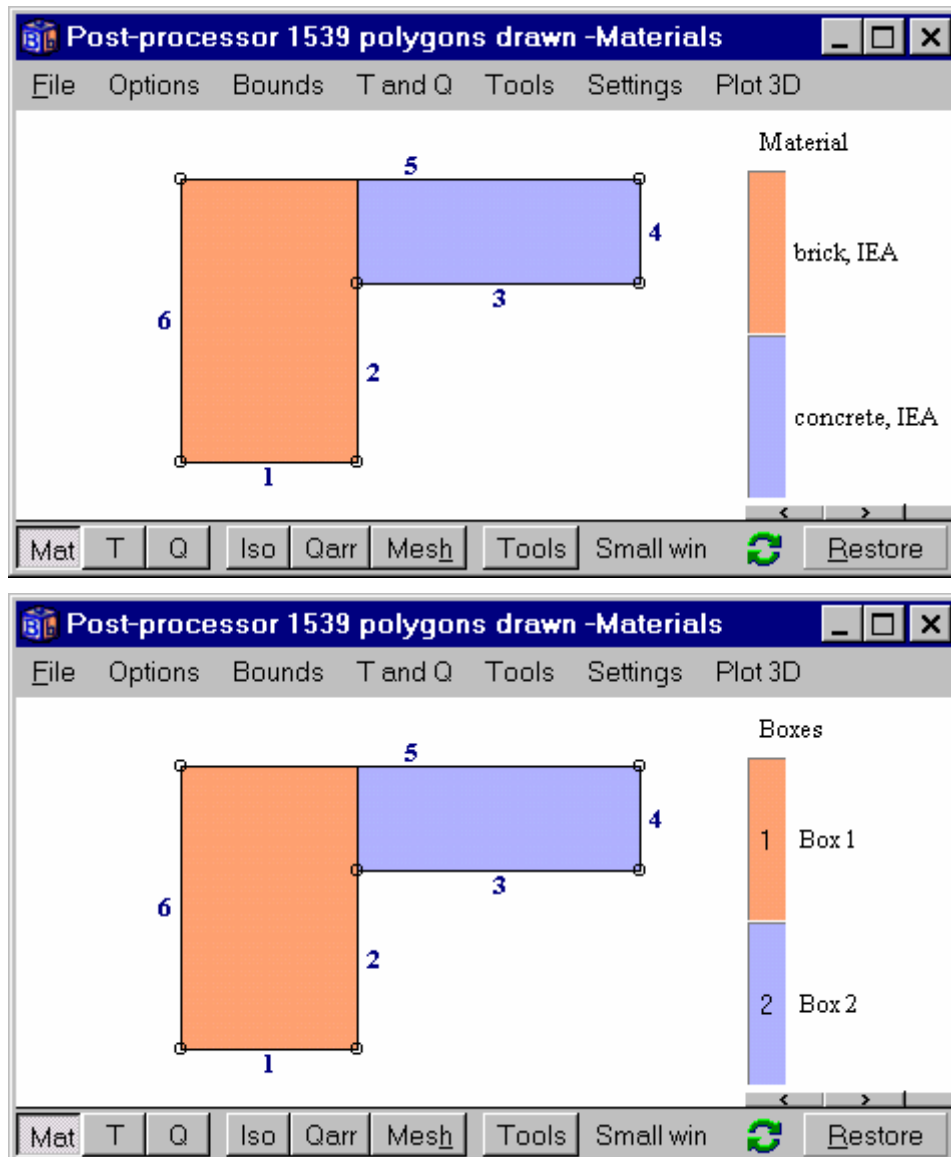 Post-processor 1539 polygons drawn -Materials
File Options Bounds T and Q Tools Settings Plot 3D
Material
5
4
brick, IEA
3
6
2
concrete, IEA
1
< >
Mat T Q Iso Qarr Mesh Tools Small win Restore
Post-processor 1539 polygons drawn -Materials
File Options Bounds T and Q Tools Settings Plot 3D
Boxes
5
4
1 Box 1
3
6
2
2 Box 2
1
< >
Mat T Q Iso Qarr Mesh Tools Small win Restore